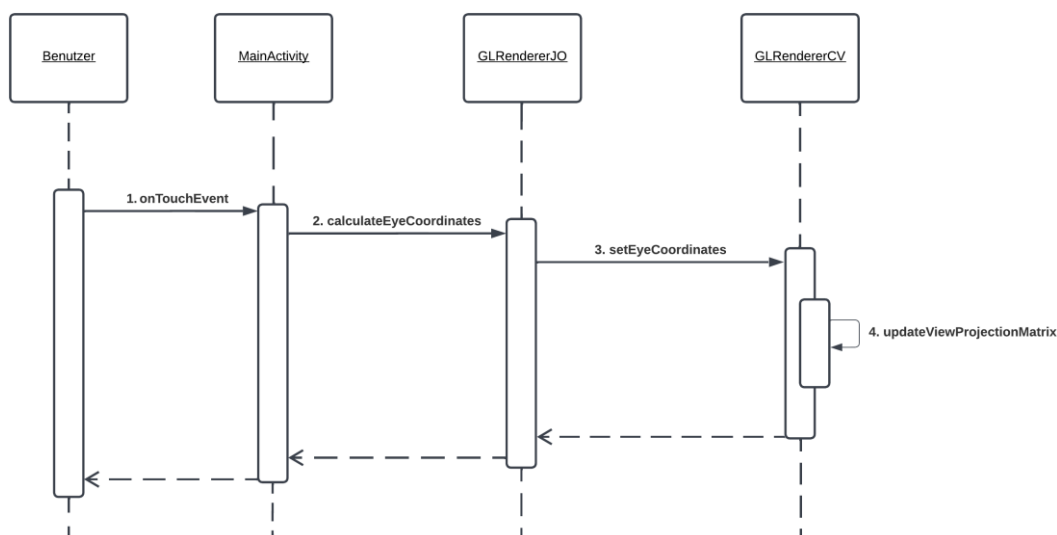 Benutzer
MainActivity
GLRendererJO
GLRendererCV
1. onTouchEvent
2. calculateEyeCoordinates
3. setEyeCoordinates
4. updateViewProjectionMatrix